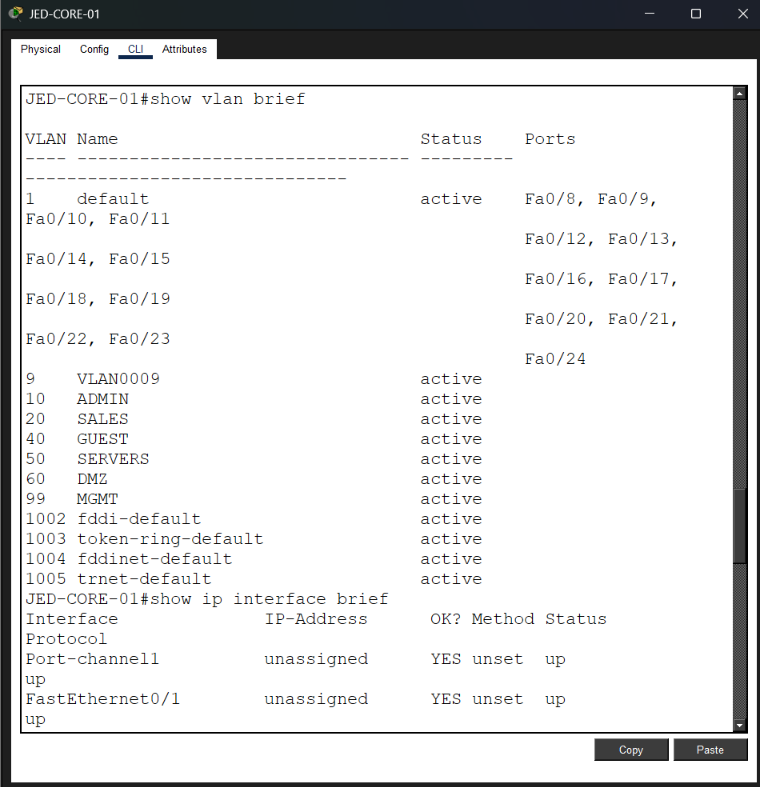 JED-CORE-01
Physical Config CLI Attributes
JED-CORE-01#show vlan brief
VLAN Name Status Ports
---- -------------------------------- ---------
-------------------------------
1 default active Fa0/8, Fa0/9,
Fa0/10, Fa0/11
Fa0/12, Fa0/13,
Fa0/14, Fa0/15
Fa0/16, Fa0/17,
Fa0/18, Fa0/19
Fa0/20, Fa0/21,
Fa0/22, Fa0/23
Fa0/24
9 VLAN0009 active
10 ADMIN active
20 SALES active
40 GUEST active
50 SERVERS active
60 DMZ active
99 MGMT active
1002 fddi-default active
1003 token-ring-default active
1004 fddinet-default active
1005 trnet-default active
JED-CORE-01#show ip interface brief
Interface IP-Address OK? Method Status
Protocol
Port-channel1 unassigned YES unset up
up
FastEthernet0/1 unassigned YES unset up
up
Copy Paste